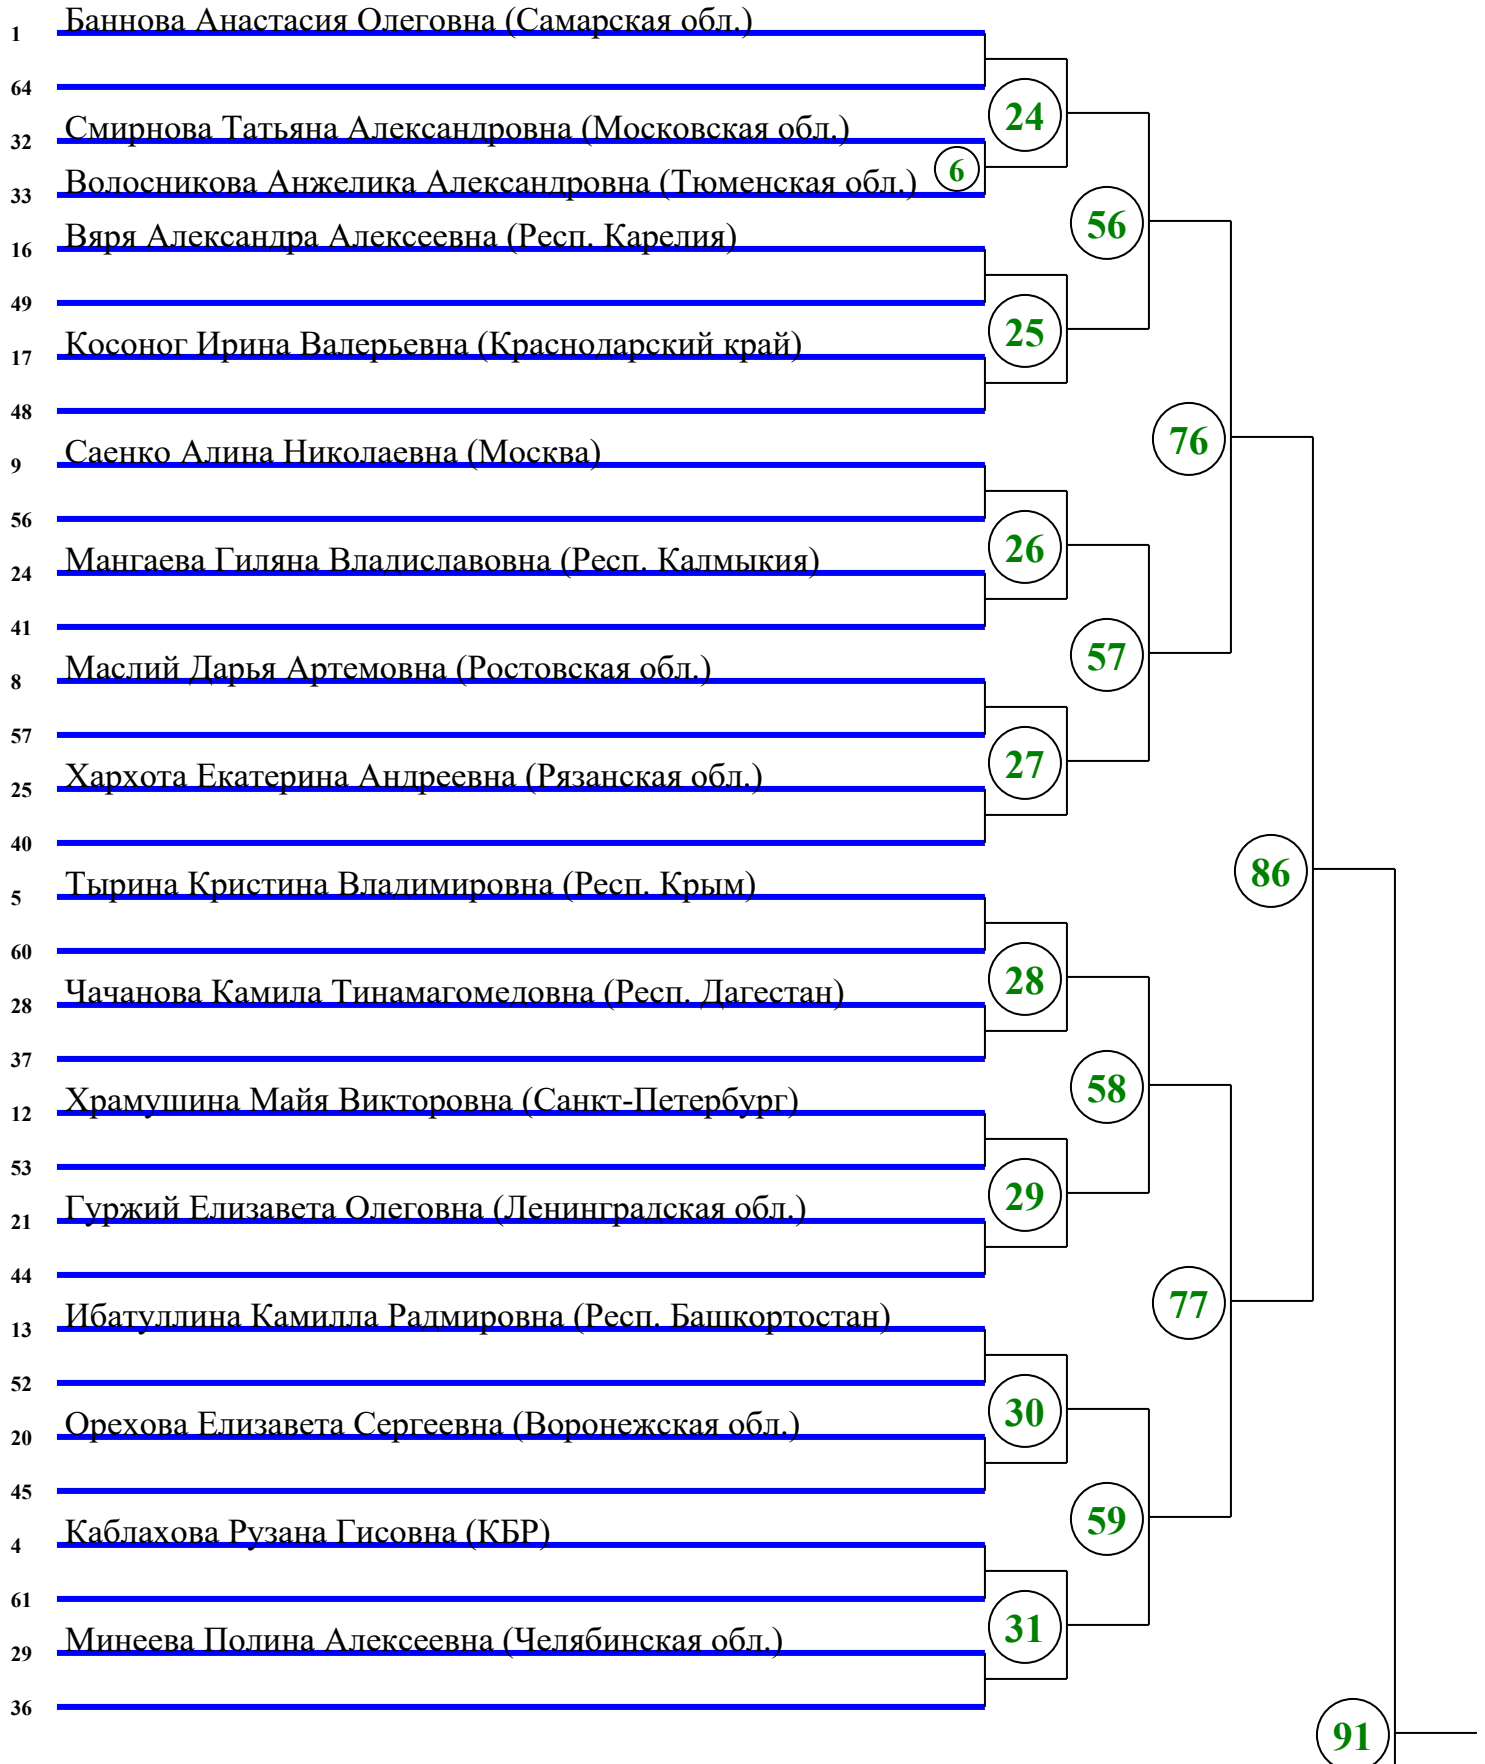 1 Баннова Анастасия Олеговна (Самарская обл.)
64
24
32 Смирнова Татьяна Александровна (Московская обл.)
6
33 Волосникова Анжелика Александровна (Тюменская обл.)
56
16 Вяря Александра Алексеевна (Респ. Карелия)
49
25
17 Косоног Ирина Валерьевна (Краснодарский край)
48
76
9 Саенко Алина Николаевна (Москва)
56
26
24 Мангаева Гиляна Владиславовна (Респ. Калмыкия)
41
57
8 Маслий Дарья Артемовна (Ростовская обл.)
57
27
25 Хархота Екатерина Андреевна (Рязанская обл.)
40
86
5 Тырина Кристина Владимировна (Респ. Крым)
60
28
28 Чачанова Камила Тинамагомедовна (Респ. Дагестан)
37
58
12 Храмушина Майя Викторовна (Санкт-Петербург)
53
29
21 Гуржий Елизавета Олеговна (Ленинградская обл.)
44
77
13 Ибатуллина Камилла Радмировна (Респ. Башкортостан)
52
30
20 Орехова Елизавета Сергеевна (Воронежская обл.)
45
59
4 Каблахова Рузана Гисовна (КБР)
61
31
29 Минеева Полина Алексеевна (Челябинская обл.)
36
91